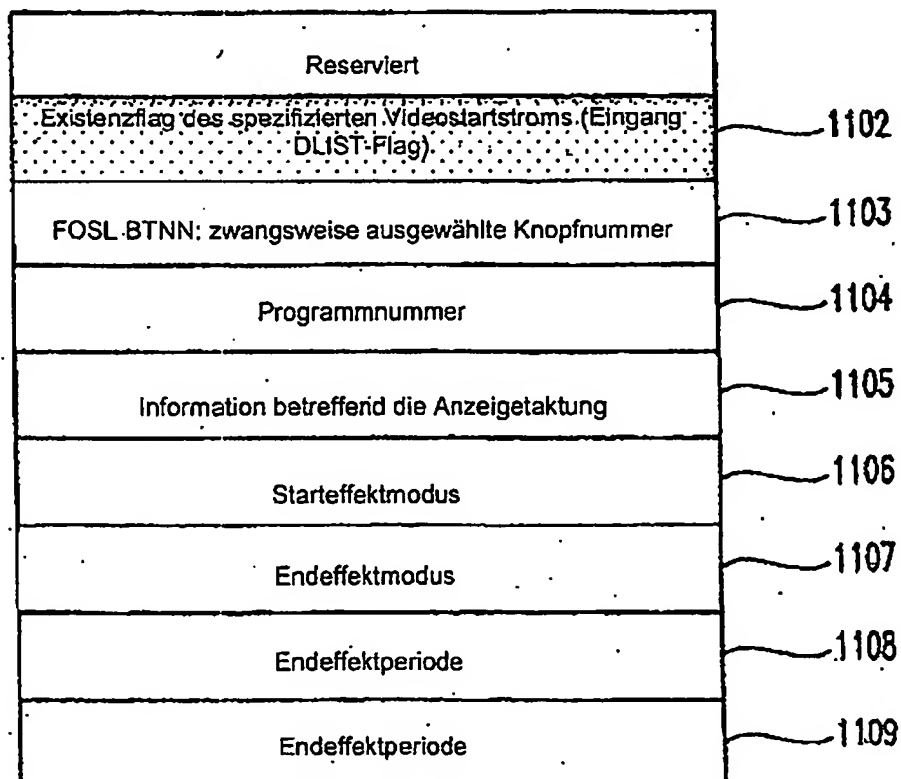 Reserviert
Existenzflag des spezifizierten Videostartstroms (Eingang
DLIST-Flag)
1102
FOSL BTNN: zwangsweise ausgewählte Knopfnummer
1103
Programmnummer
1104
Information betreffend die Anzeigetaktung
1105
Starteffektmodus
1106
Endeffektmodus
1107
Endeffektperiode
1108
Endeffektperiode
1109